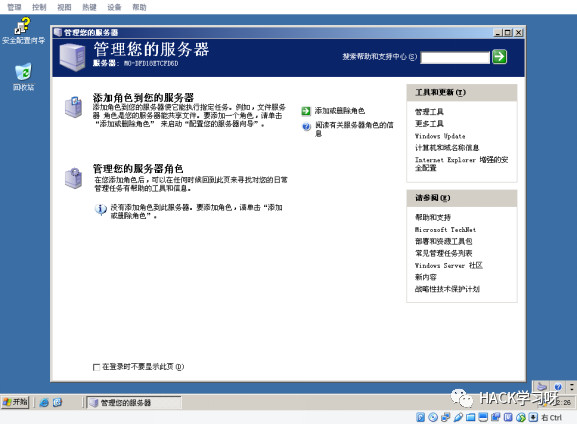 管理 控制 视图 热键 设备 帮助
安全配置向导
回收站
管理您的服务器
管理您的服务器
服务器:
搜索帮助和支持中心(S)
添加角色到您的服务器
添加角色到您的服务器使它能执行指定任务。例如,文件服务
器 角色是您的服务器能共享文件。要添加一个角色,请单击
“添加或删除角色” 来启动“配置您的服务器向导”。
添加或删除角色
阅读有关服务器角色的信
息
管理您的服务器角色
在您添加角色后,可以在任何时候回到此页来寻找对您的日常
管理任务有帮助的工具和信息。
没有添加角色到此服务器。要添加角色,请单击“添加
或删除角色”。
工具和更新(T)
管理工具
更多工具
Windows Update
计算机和域名称信息
Internet Explorer 增强的安
全配置
请参阅(E)
帮助和支持
Microsoft TechNet
部署和资源工具包
常见管理任务列表
Windows Server 社区
新内容
战略性技术保护计划
在登录时不要显示此页(D)
开始
管理您的服务器
HACK学习呀
:26
右Ctrl